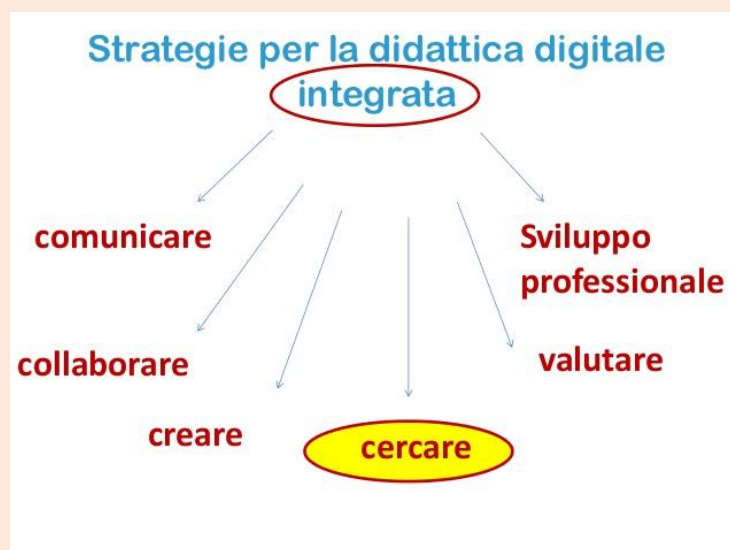 Strategie per la didattica digitale
integrata
comunicare
Sviluppo
professionale
collaborare
valutare
creare
cercare